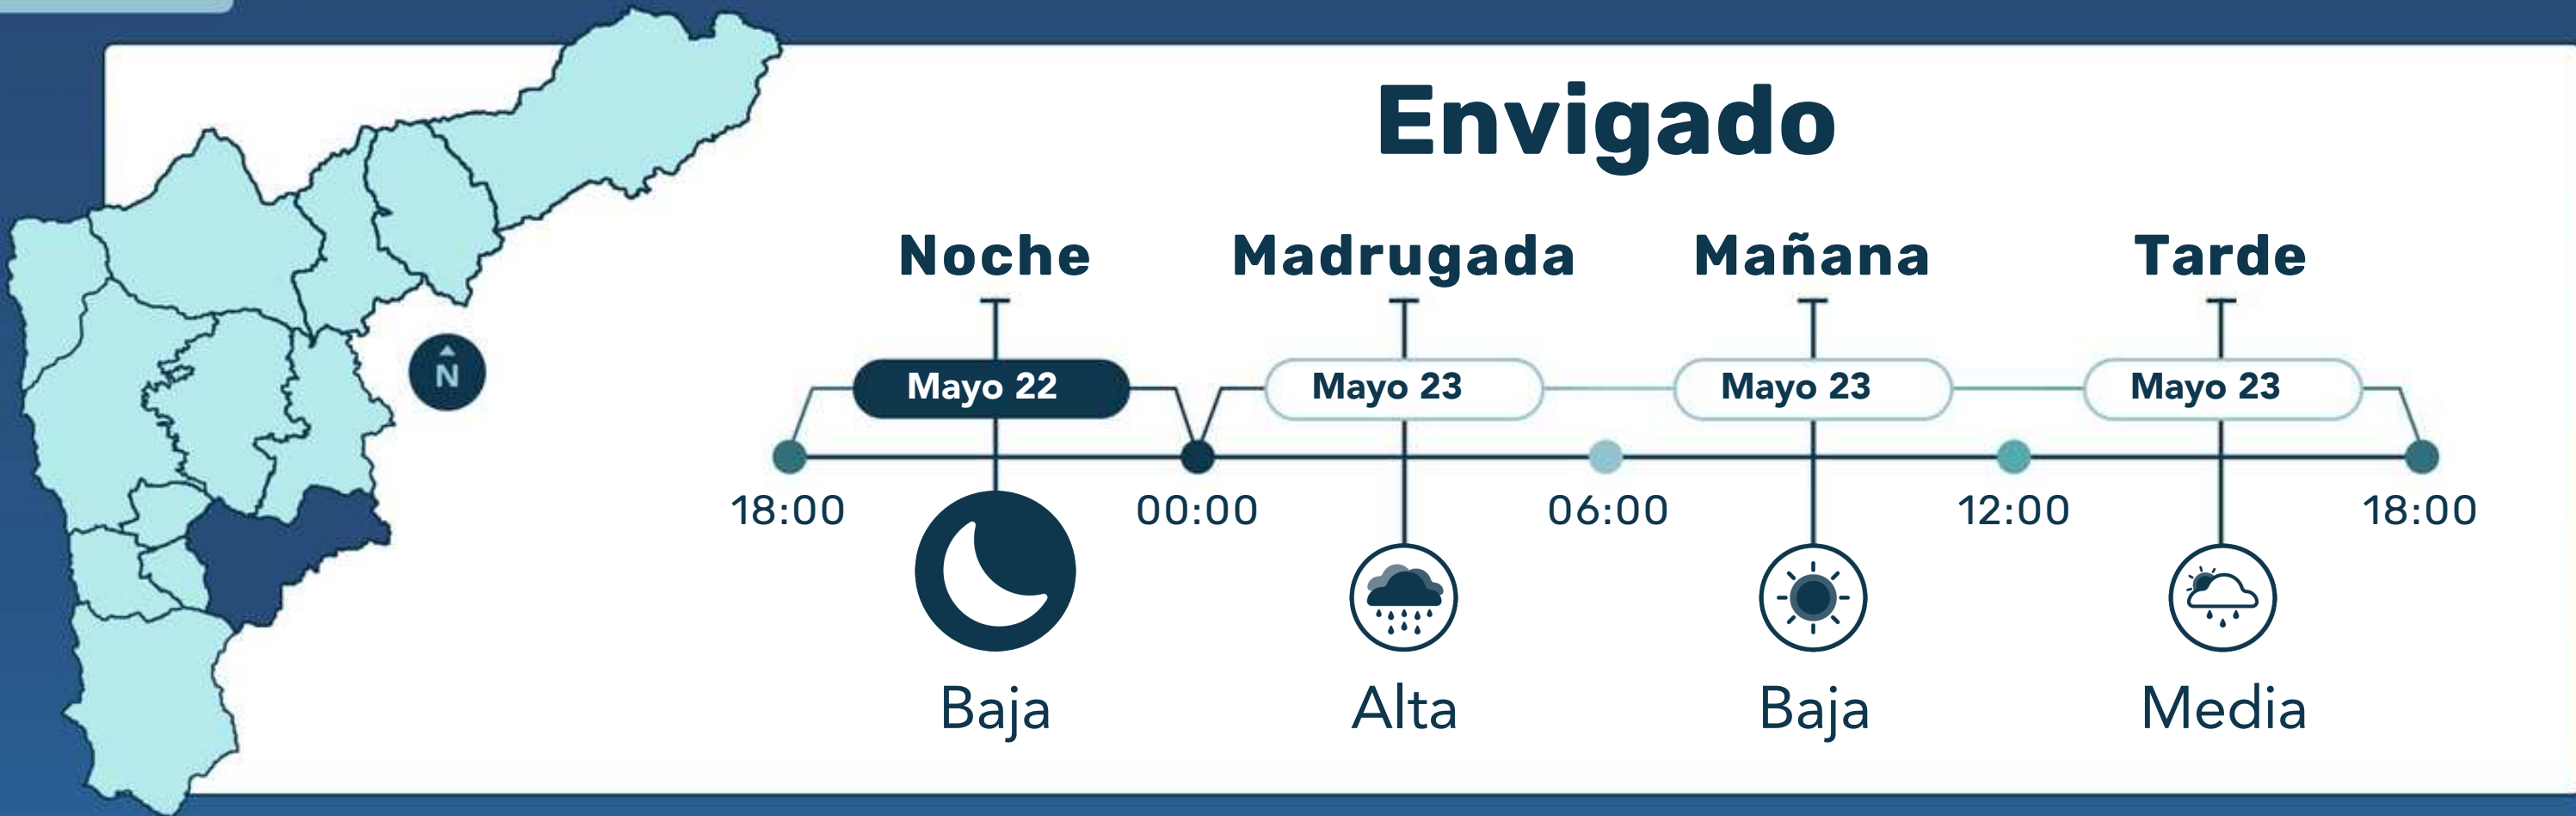 Envigado
Noche Madrugada Mañana Tarde
Mayo 22 Mayo 23 Mayo 23 Mayo 23
N
18:00 00:00 06:00 12:00 18:00
Baja Alta Baja Media